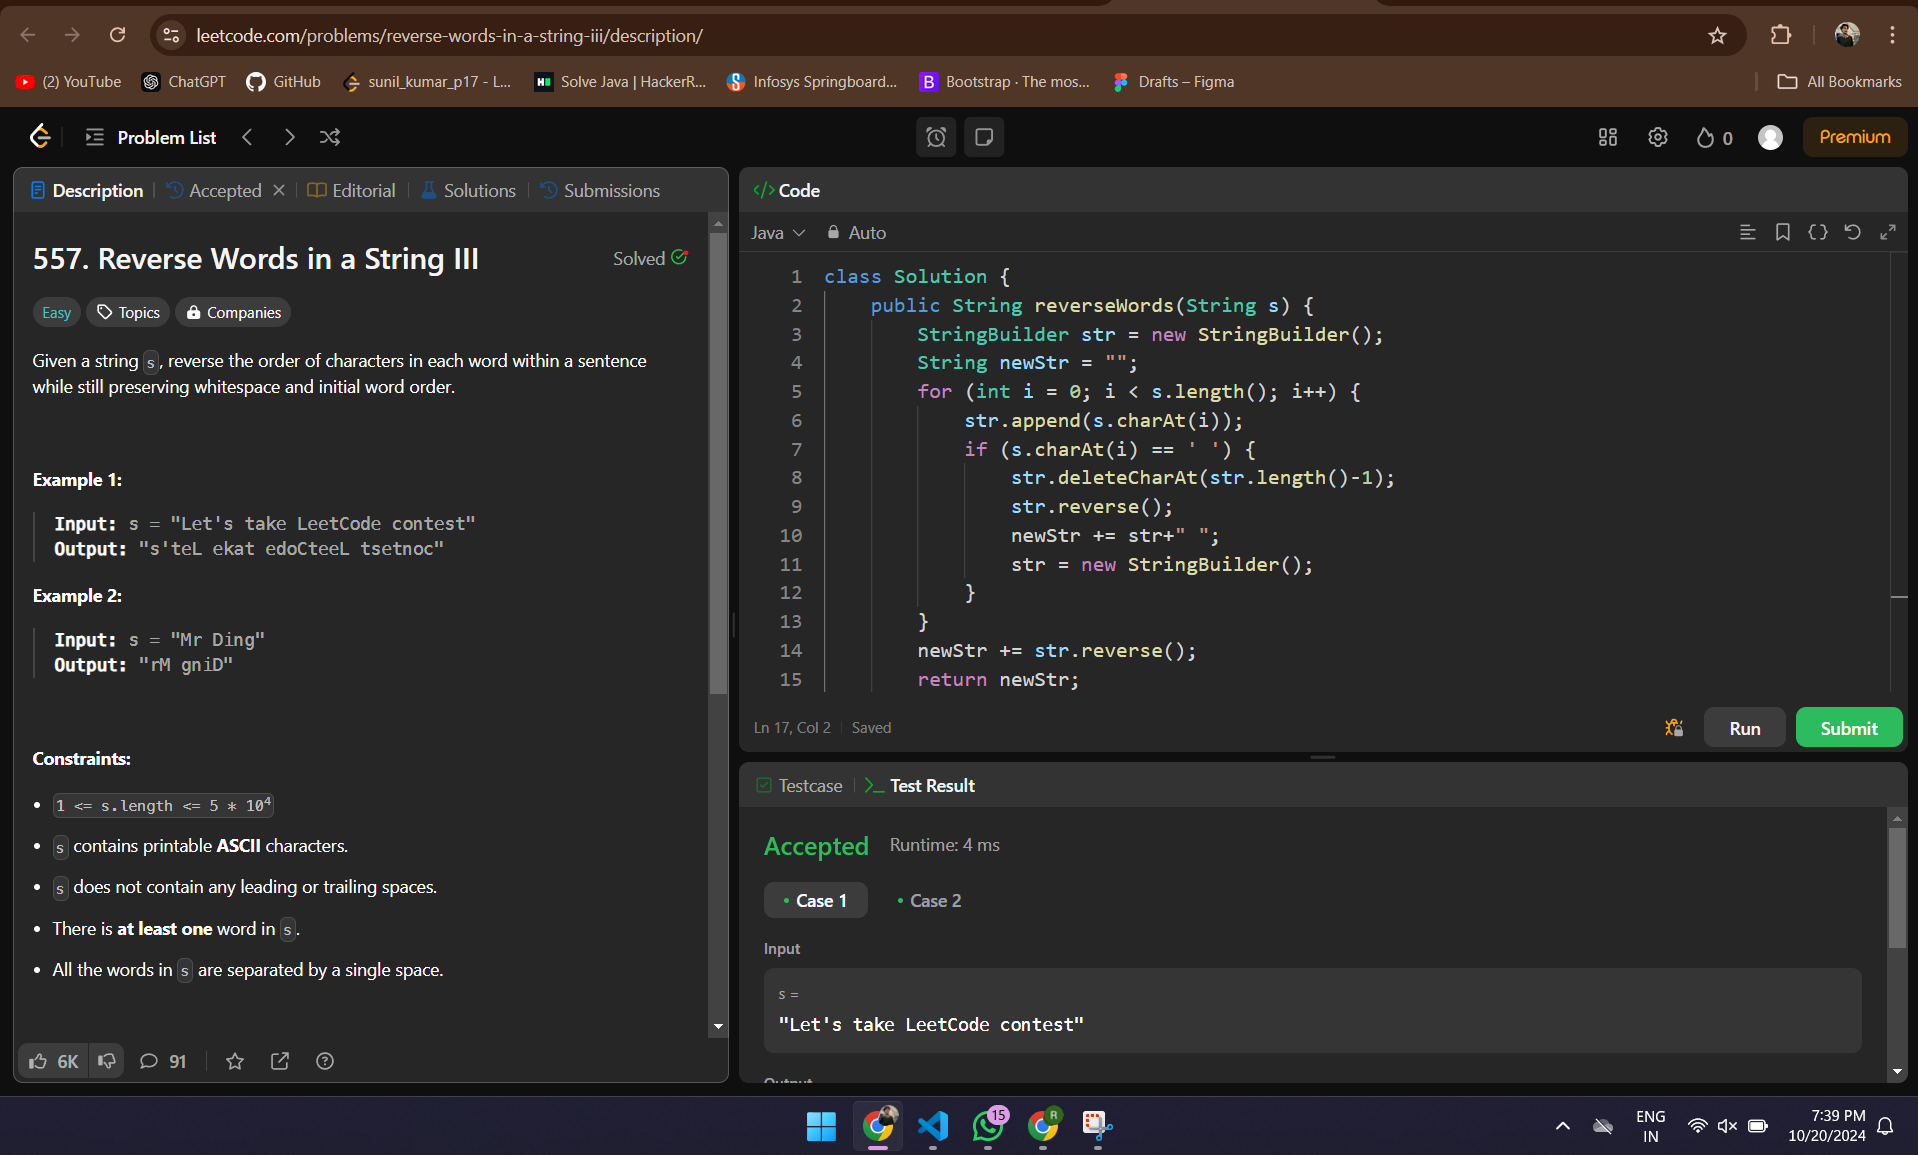 leetcode.com/problems/reverse-words-in-a-string-iii/description/
(2) YouTube
ChatGPT
GitHub
sunil_kumar_p17 - L...
Solve Java | HackerR...
Infosys Springboard...
Bootstrap · The mos...
Drafts – Figma
All Bookmarks
Problem List
0
Premium
Description
Accepted
Editorial
Solutions
Submissions
557. Reverse Words in a String III
Solved
Easy
Topics
Companies
Given a string s, reverse the order of characters in each word within a sentence
while still preserving whitespace and initial word order.
Example 1:
Input: s = "Let's take LeetCode contest"
Output: "s'teL ekat edoCteeL tsetnoc"
Example 2:
Input: s = "Mr Ding"
Output: "rM gniD"
Constraints:
• 1 <= s.length <= 5 * 10⁴
• s contains printable ASCII characters.
• s does not contain any leading or trailing spaces.
• There is at least one word in s.
• All the words in s are separated by a single space.
6K
91
Code
Java
Auto
1 class Solution {
2 public String reverseWords(String s) {
3 StringBuilder str = new StringBuilder();
4 String newStr = "";
5 for (int i = 0; i < s.length(); i++) {
6 str.append(s.charAt(i));
7 if (s.charAt(i) == ' ') {
8 str.deleteCharAt(str.length()-1);
9 str.reverse();
10 newStr += str+" ";
11 str = new StringBuilder();
12 }
13 }
14 newStr += str.reverse();
15 return newStr;
Ln 17, Col 2
Saved
Run
Submit
Testcase
Test Result
Accepted
Runtime: 4 ms
• Case 1
• Case 2
Input
s =
"Let's take LeetCode contest"
Output
15
R
ENG
IN
7:39 PM
10/20/2024